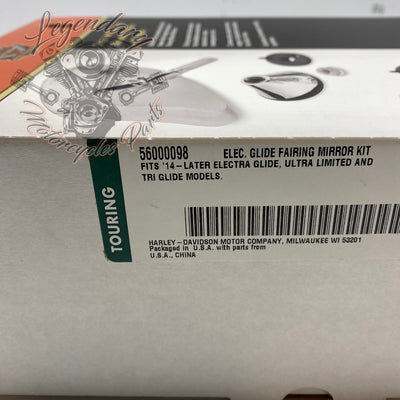 Legendary
Motorcycles Parts
56000098 ELEC. GLIDE FAIRING MIRROR KIT
FITS '14-LATER ELECTRA GLIDE, ULTRA LIMITED AND
TRI GLIDE MODELS.
TOURING
HARLEY-DAVIDSON MOTOR COMPANY, MILWAUKEE WI 53201
Packaged in U.S.A. with parts from
U.S.A., CHINA